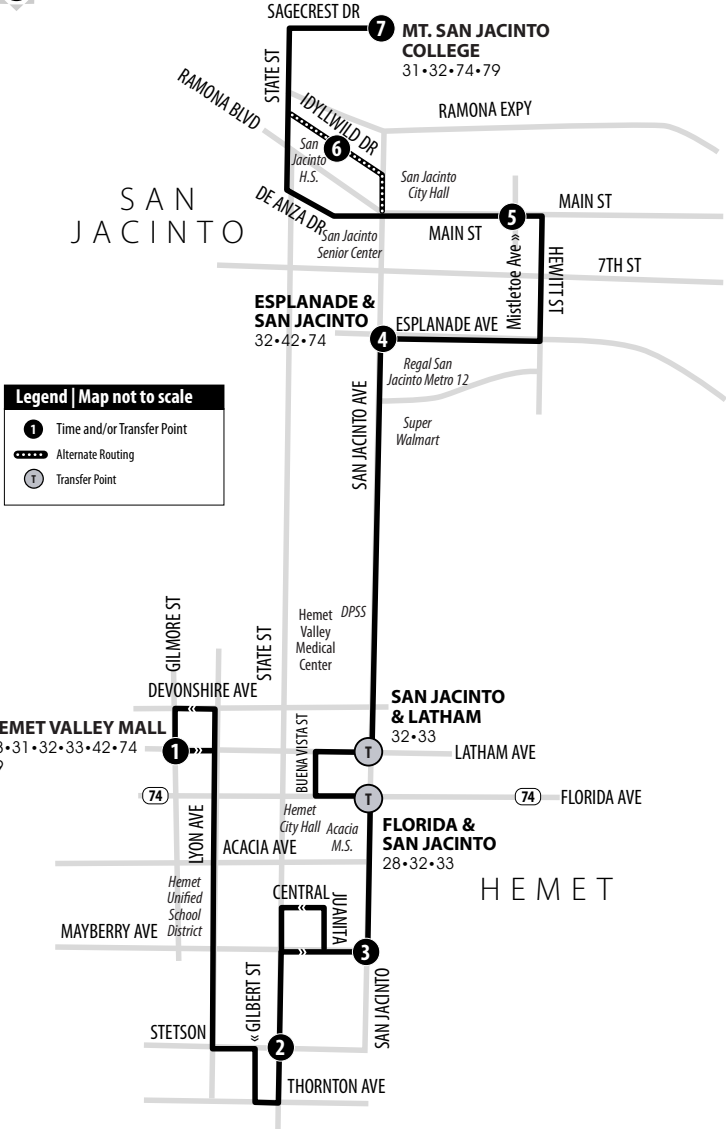 SAGECREST DR
7
MT. SAN JACINTO
COLLEGE
31•32•74•79
STATE ST
RAMONA BLVD
IDYLLWILD DR
RAMONA EXPY
6
San
Jacinto
H.S.
San Jacinto
City Hall
SAN
JACINTO
DE ANZA DR
San Jacinto
Senior Center
MAIN ST
5
MAIN ST
Mistletoe Ave »
HEWITT ST
7TH ST
ESPLANADE &
SAN JACINTO
32•42•74
4
ESPLANADE AVE
Regal San
Jacinto Metro 12
SAN JACINTO AVE
Super
Walmart
Legend | Map not to scale
1 Time and/or Transfer Point
Alternate Routing
T Transfer Point
GILMORE ST
STATE ST
Hemet
Valley
Medical
Center
DPSS
DEVONSHIRE AVE
«
EMET VALLEY MALL
•31•32•33•42•74
1
»
BUENA VISTA ST
SAN JACINTO
& LATHAM
32•33
T
LATHAM AVE
74
T
74
FLORIDA AVE
Hemet
City Hall
Acacia
M.S.
FLORIDA &
SAN JACINTO
28•32•33
LYON AVE
ACACIA AVE
HEMET
Hemet
Unified
School
District
CENTRAL
«
JUANITA
MAYBERRY AVE
»
3
« GILBERT ST
SAN JACINTO
STETSON
2
THORNTON AVE